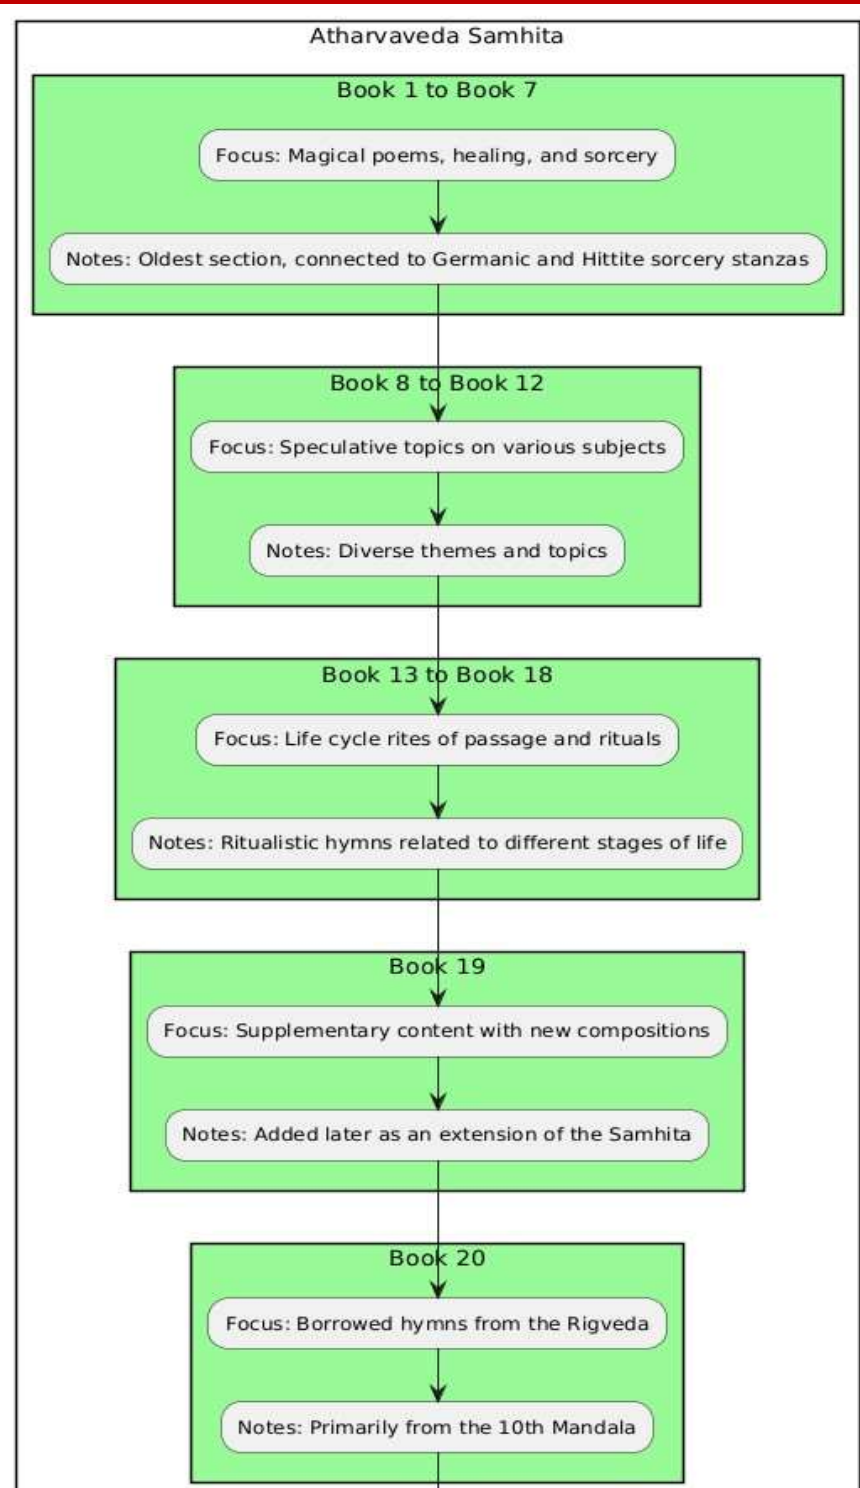 Atharvaveda Samhita
Book 1 to Book 7
Focus: Magical poems, healing, and sorcery
Notes: Oldest section, connected to Germanic and Hittite sorcery stanzas
Book 8 to Book 12
Focus: Speculative topics on various subjects
Notes: Diverse themes and topics
Book 13 to Book 18
Focus: Life cycle rites of passage and rituals
Notes: Ritualistic hymns related to different stages of life
Book 19
Focus: Supplementary content with new compositions
Notes: Added later as an extension of the Samhita
Book 20
Focus: Borrowed hymns from the Rigveda
Notes: Primarily from the 10th Mandala